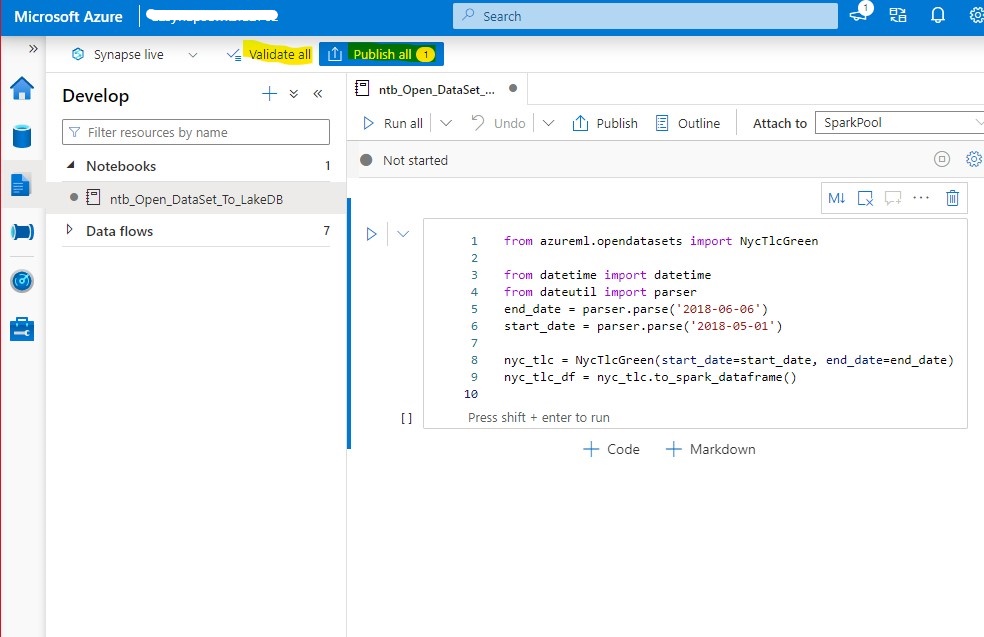 Microsoft Azure
Search
1
Synapse live
Validate all
Publish all 1
Develop
Filter resources by name
Notebooks 1
ntb_Open_DataSet_To_LakeDB
Data flows 7
ntb_Open_DataSet_...
Run all
Undo
Publish
Outline
Attach to
SparkPool
Not started
M↓
1 from azureml.opendatasets import NycTlcGreen
2
3 from datetime import datetime
4 from dateutil import parser
5 end_date = parser.parse('2018-06-06')
6 start_date = parser.parse('2018-05-01')
7
8 nyc_tlc = NycTlcGreen(start_date=start_date, end_date=end_date)
9 nyc_tlc_df = nyc_tlc.to_spark_dataframe()
10
[ ] Press shift + enter to run
+ Code + Markdown